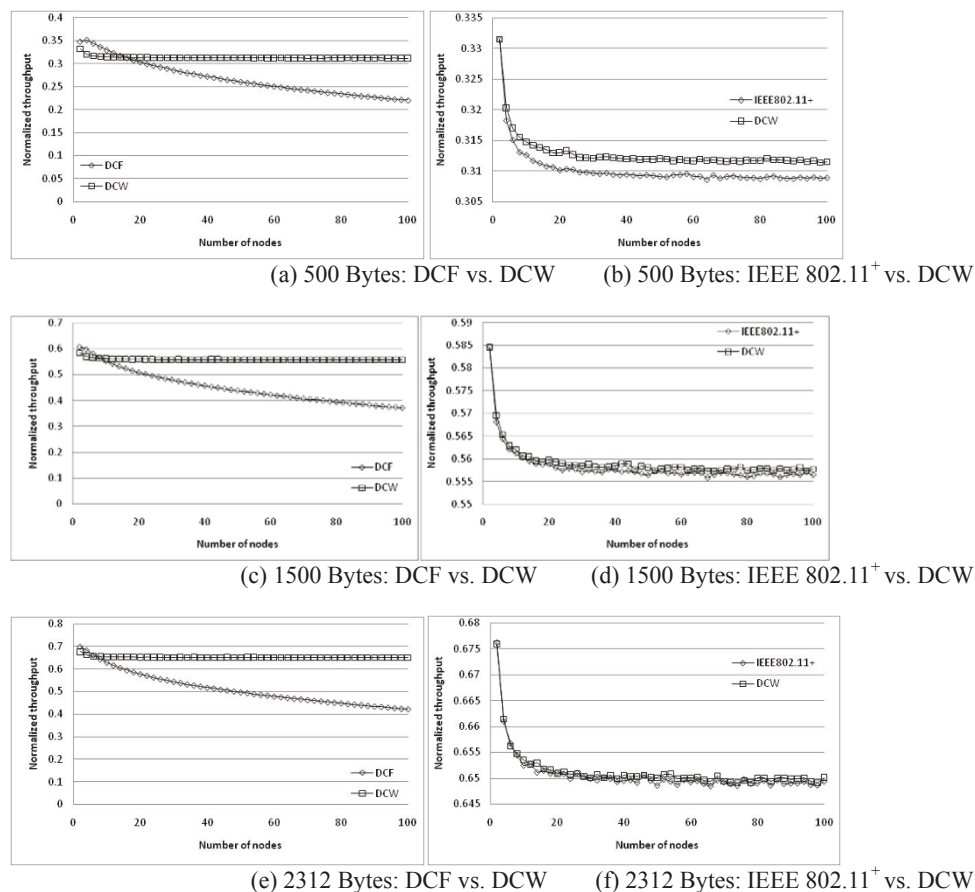 0.4
0.35
0.3
0.25
0.2
0.15
0.1
0.05
0
Normalized throughput
DCF
DCW
0 20 40 60 80 100
Number of nodes
0.335
0.33
0.325
0.32
0.315
0.31
0.305
Normalized throughput
IEEE802.11+
DCW
0 20 40 60 80 100
Number of nodes
(a) 500 Bytes: DCF vs. DCW (b) 500 Bytes: IEEE 802.11+ vs. DCW
0.7
0.6
0.5
0.4
0.3
0.2
0.1
0
Normalized throughput
DCF
DCW
0 20 40 60 80 100
Number of nodes
0.59
0.585
0.58
0.575
0.57
0.565
0.56
0.555
0.55
Normalized throughput
IEEE802.11+
DCW
0 20 40 60 80 100
Number of nodes
(c) 1500 Bytes: DCF vs. DCW (d) 1500 Bytes: IEEE 802.11+ vs. DCW
0.8
0.7
0.6
0.5
0.4
0.3
0.2
0.1
0
Normalized throughput
DCF
DCW
0 20 40 60 80 100
Number of nodes
0.68
0.675
0.67
0.665
0.66
0.655
0.65
0.645
Normalized throughput
IEEE802.11+
DCW
0 20 40 60 80 100
Number of nodes
(e) 2312 Bytes: DCF vs. DCW (f) 2312 Bytes: IEEE 802.11+ vs. DCW